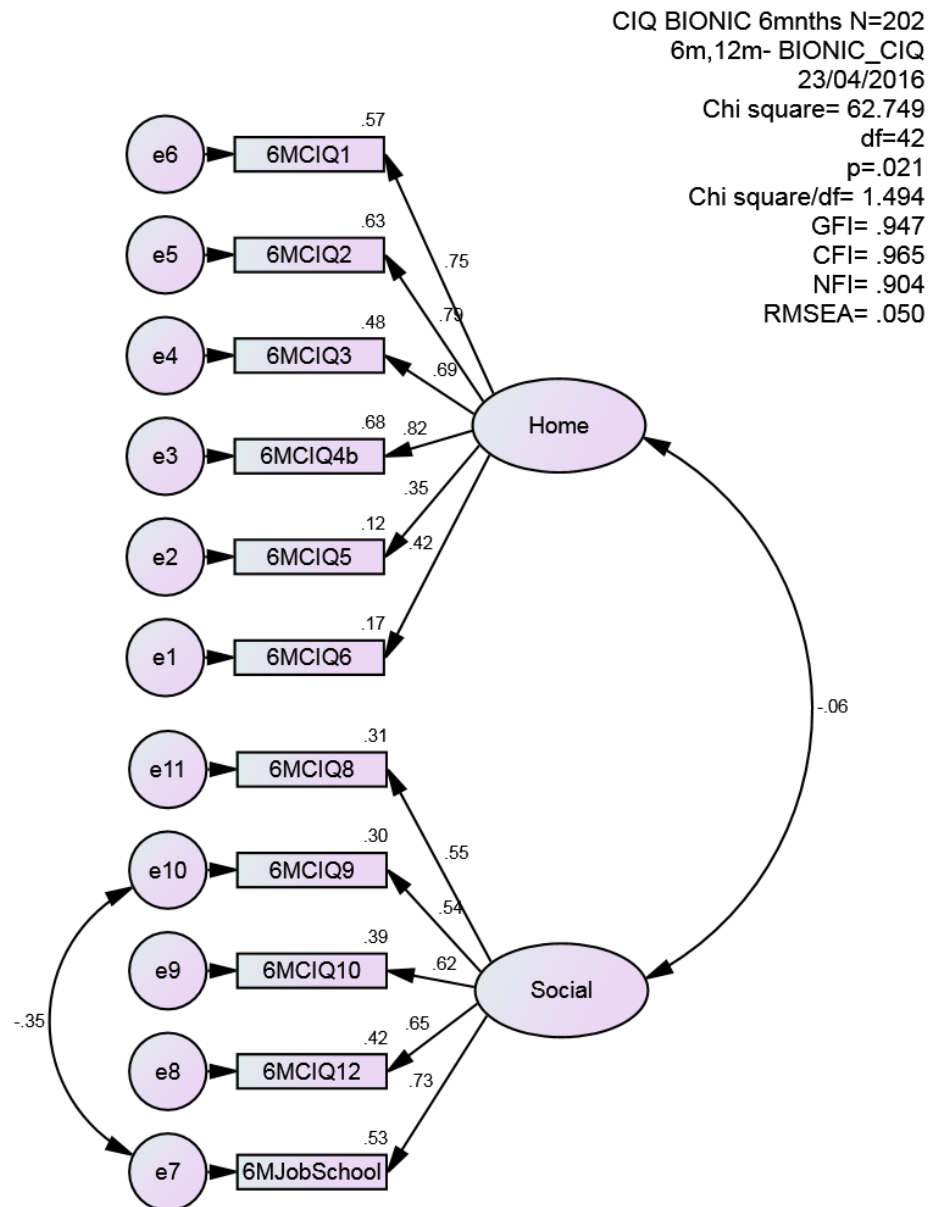 CIQ BIONIC 6mnths N=202
6m,12m- BIONIC_CIQ
23/04/2016
Chi square= 62.749
df=42
p=.021
Chi square/df= 1.494
GFI= .947
CFI= .965
NFI= .904
RMSEA= .050
.57
e6
6MCIQ1
.75
.63
e5
6MCIQ2
.79
.48
e4
6MCIQ3
.69
Home
.68
.82
e3
6MCIQ4b
.35
.12
e2
6MCIQ5
.42
.17
e1
6MCIQ6
-.06
.31
e11
6MCIQ8
.55
.30
e10
6MCIQ9
.54
.39
e9
6MCIQ10
.62
Social
-.35
.42
.65
e8
6MCIQ12
.73
.53
e7
6MJobSchool